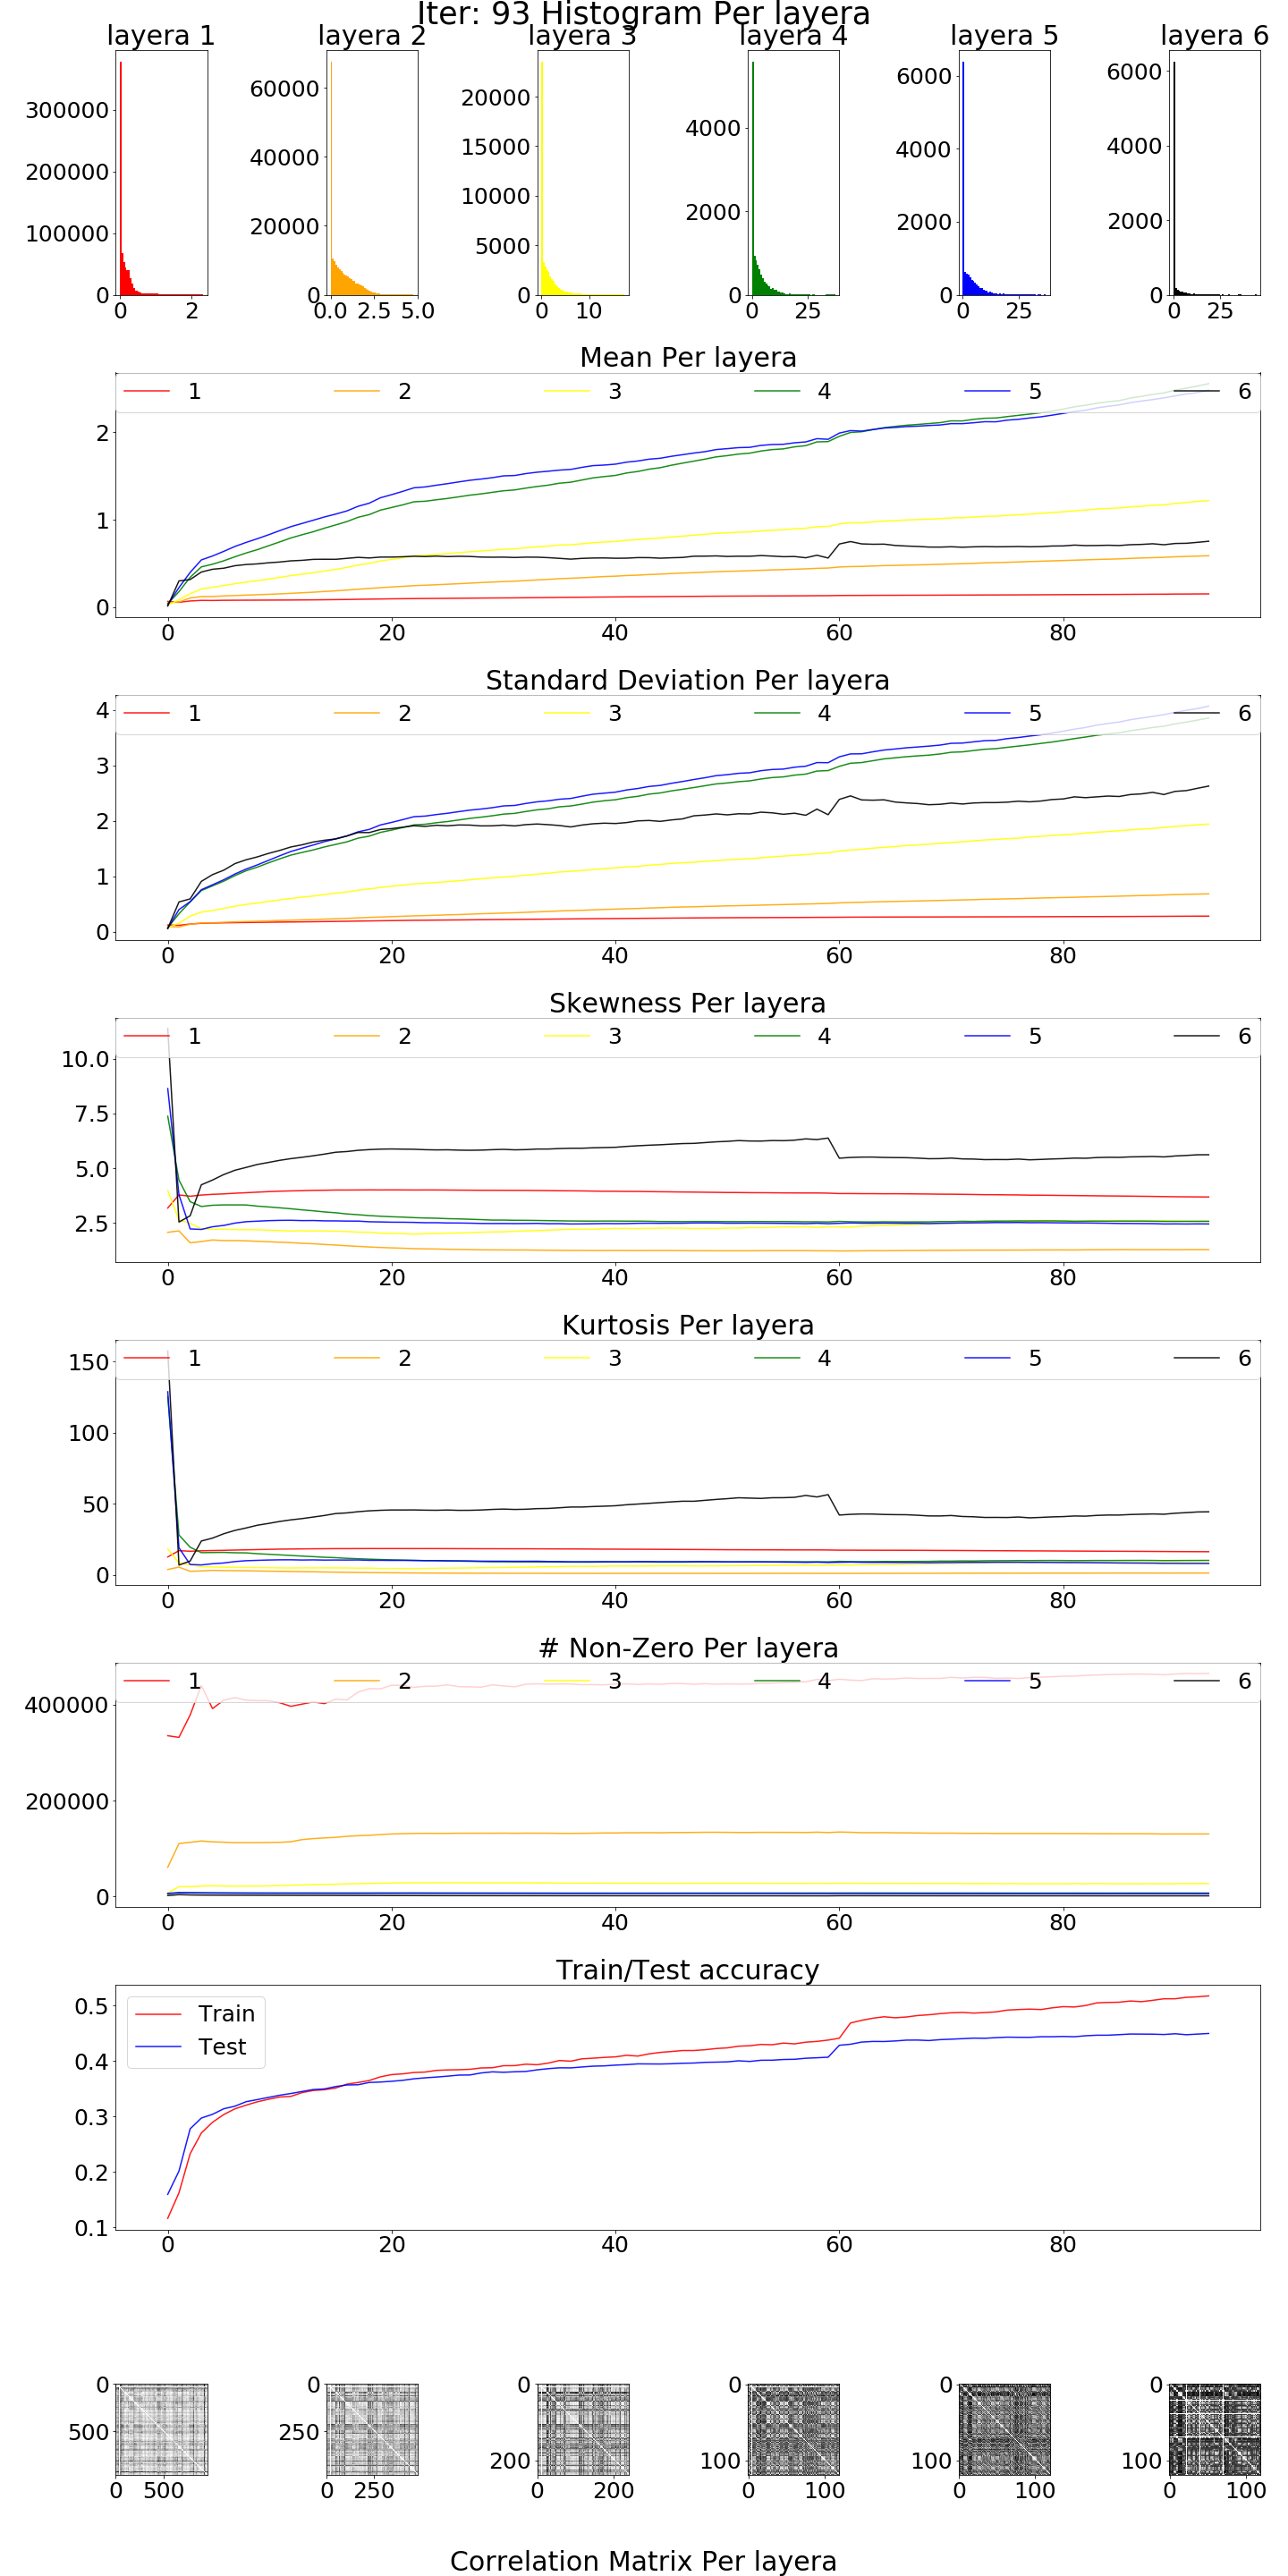 Iter: 93 Histogram Per layera
layera 1 layera 2 layera 3 layera 4 layera 5 layera 6
300000 200000 100000 0
0 2
60000 40000 20000 0
0.0 2.5 5.0
20000 15000 10000 5000 0
0 10
4000 2000 0
0 25
6000 4000 2000 0
0 25
6000 4000 2000 0
0 25
Mean Per layera
1 2 3 4 5 6
2
1
0
0 20 40 60 80
Standard Deviation Per layera
1 2 3 4 5 6
4
3
2
1
0
0 20 40 60 80
Skewness Per layera
1 2 3 4 5 6
10.0
7.5
5.0
2.5
0 20 40 60 80
Kurtosis Per layera
1 2 3 4 5 6
150
100
50
0
0 20 40 60 80
# Non-Zero Per layera
1 2 3 4 5 6
400000
200000
0
0 20 40 60 80
Train/Test accuracy
Train
Test
0.5
0.4
0.3
0.2
0.1
0 20 40 60 80
0 500
0 500
0 250
0 250
0 200
0 200
0 100
0 100
0 100
0 100
0 100
0 100
Correlation Matrix Per layera